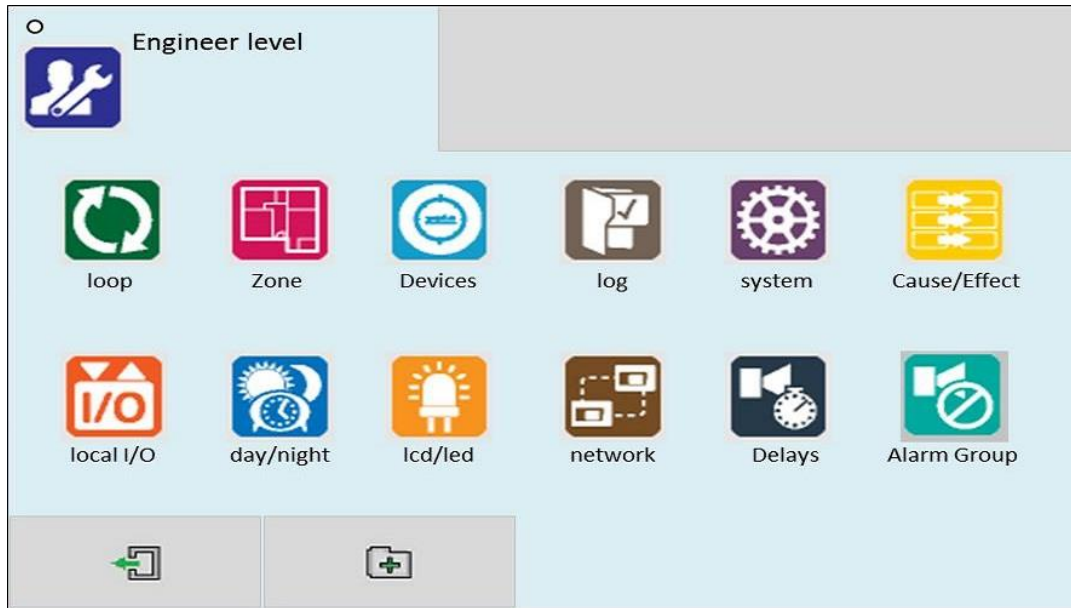 Engineer level
loop Zone Devices log system Cause/Effect
I/O
local I/O day/night lcd/led network Delays Alarm Group